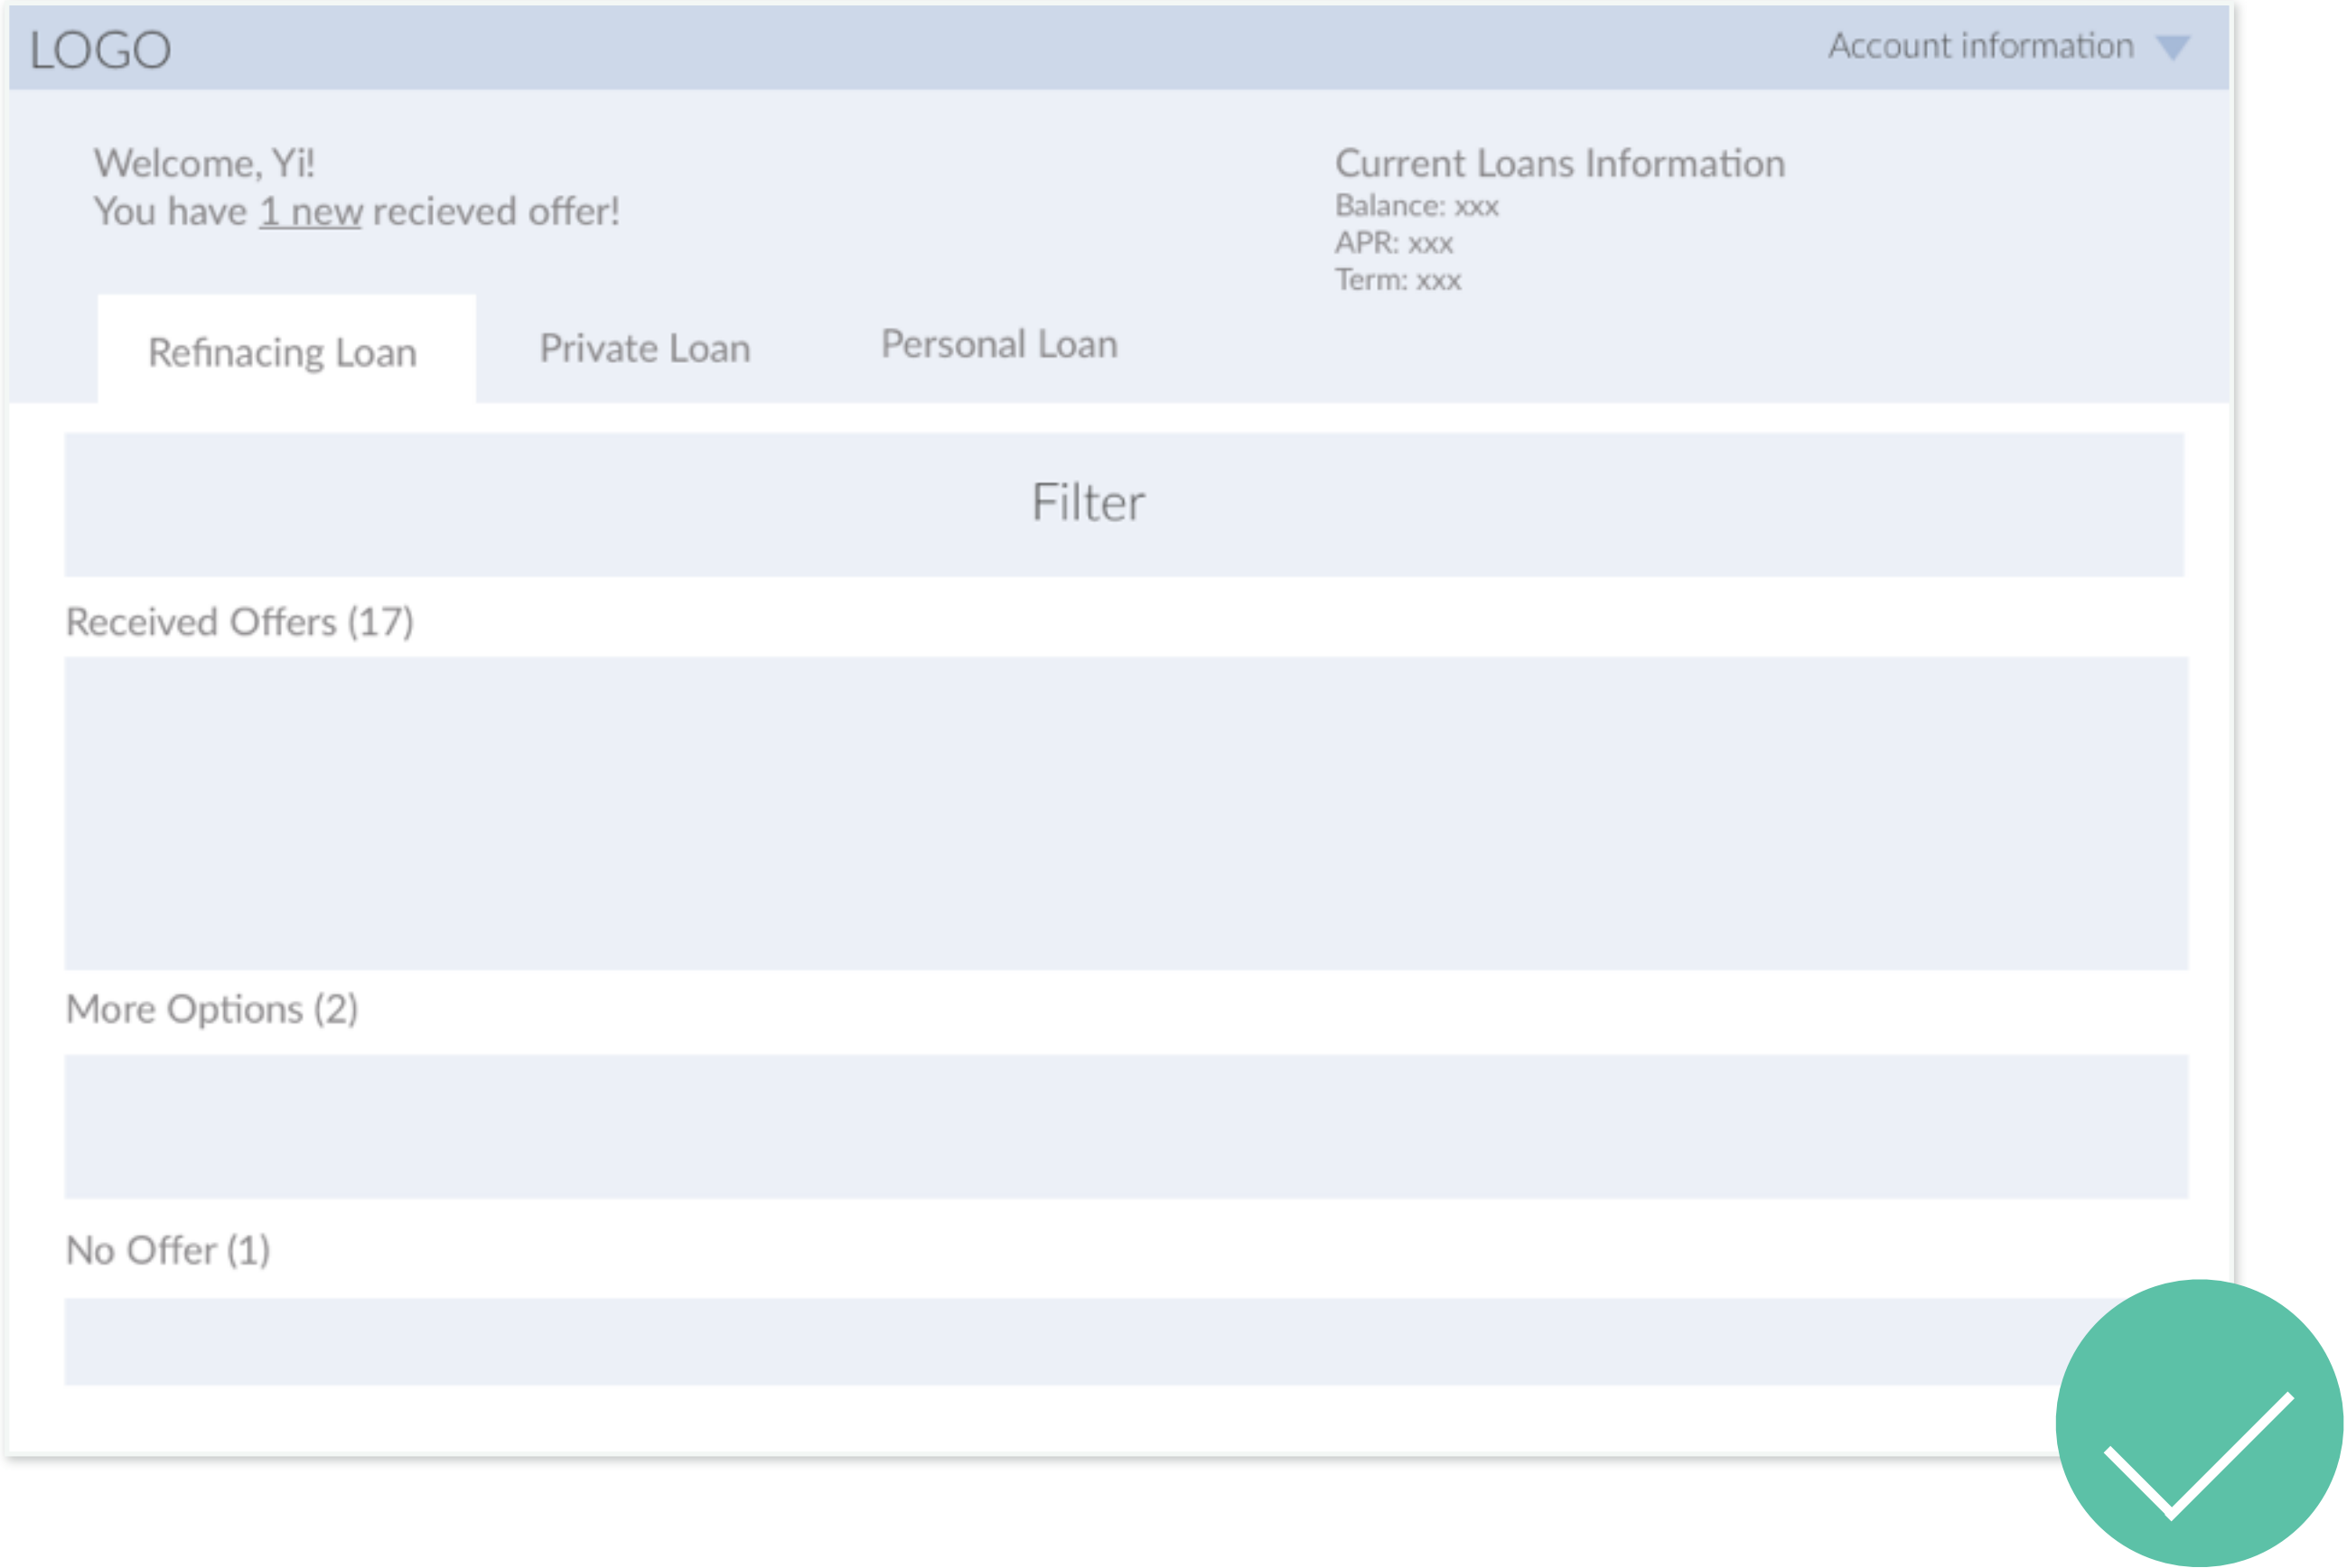 LOGO
Account information
Welcome, Yi!
You have 1 new recieved offer!
Current Loans Information
Balance: xxx
APR: xxx
Term: xxx
Refinacing Loan
Private Loan
Personal Loan
Filter
Received Offers (17)
More Options (2)
No Offer (1)